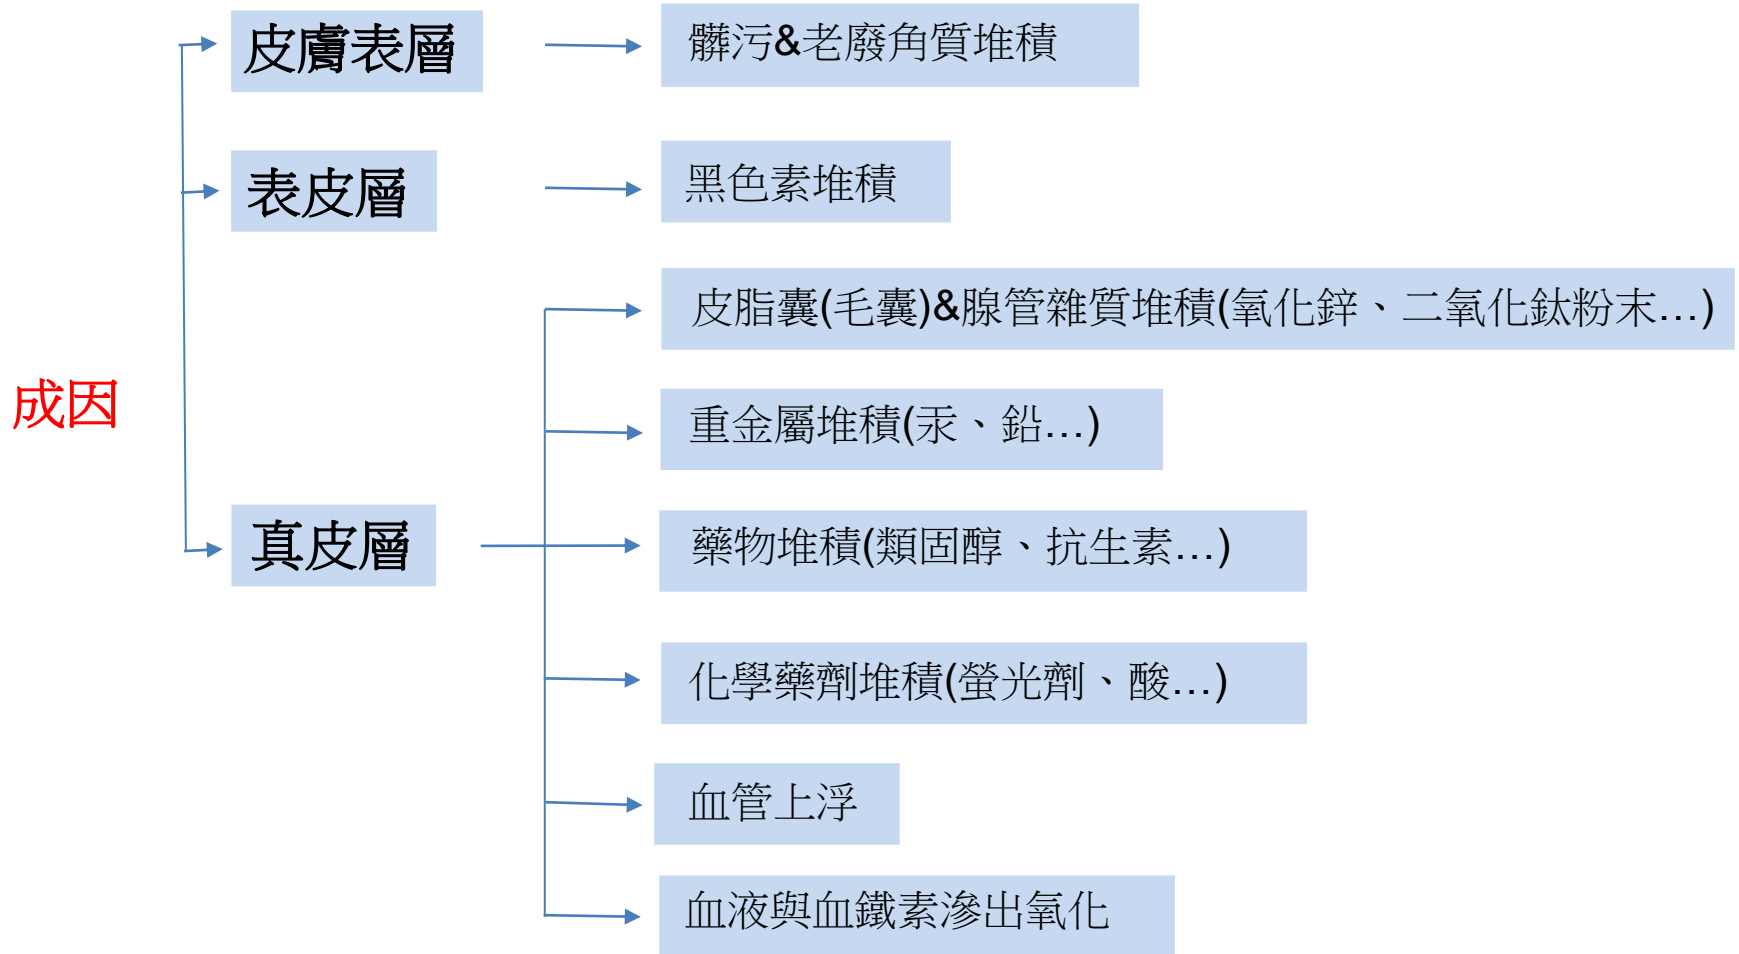 成因
皮膚表層
髒污&老廢角質堆積
表皮層
黑色素堆積
真皮層
皮脂囊(毛囊)&腺管雜質堆積(氧化鋅、二氧化鈦粉末…)
重金屬堆積(汞、鉛…)
藥物堆積(類固醇、抗生素…)
化學藥劑堆積(螢光劑、酸…)
血管上浮
血液與血鐵素滲出氧化